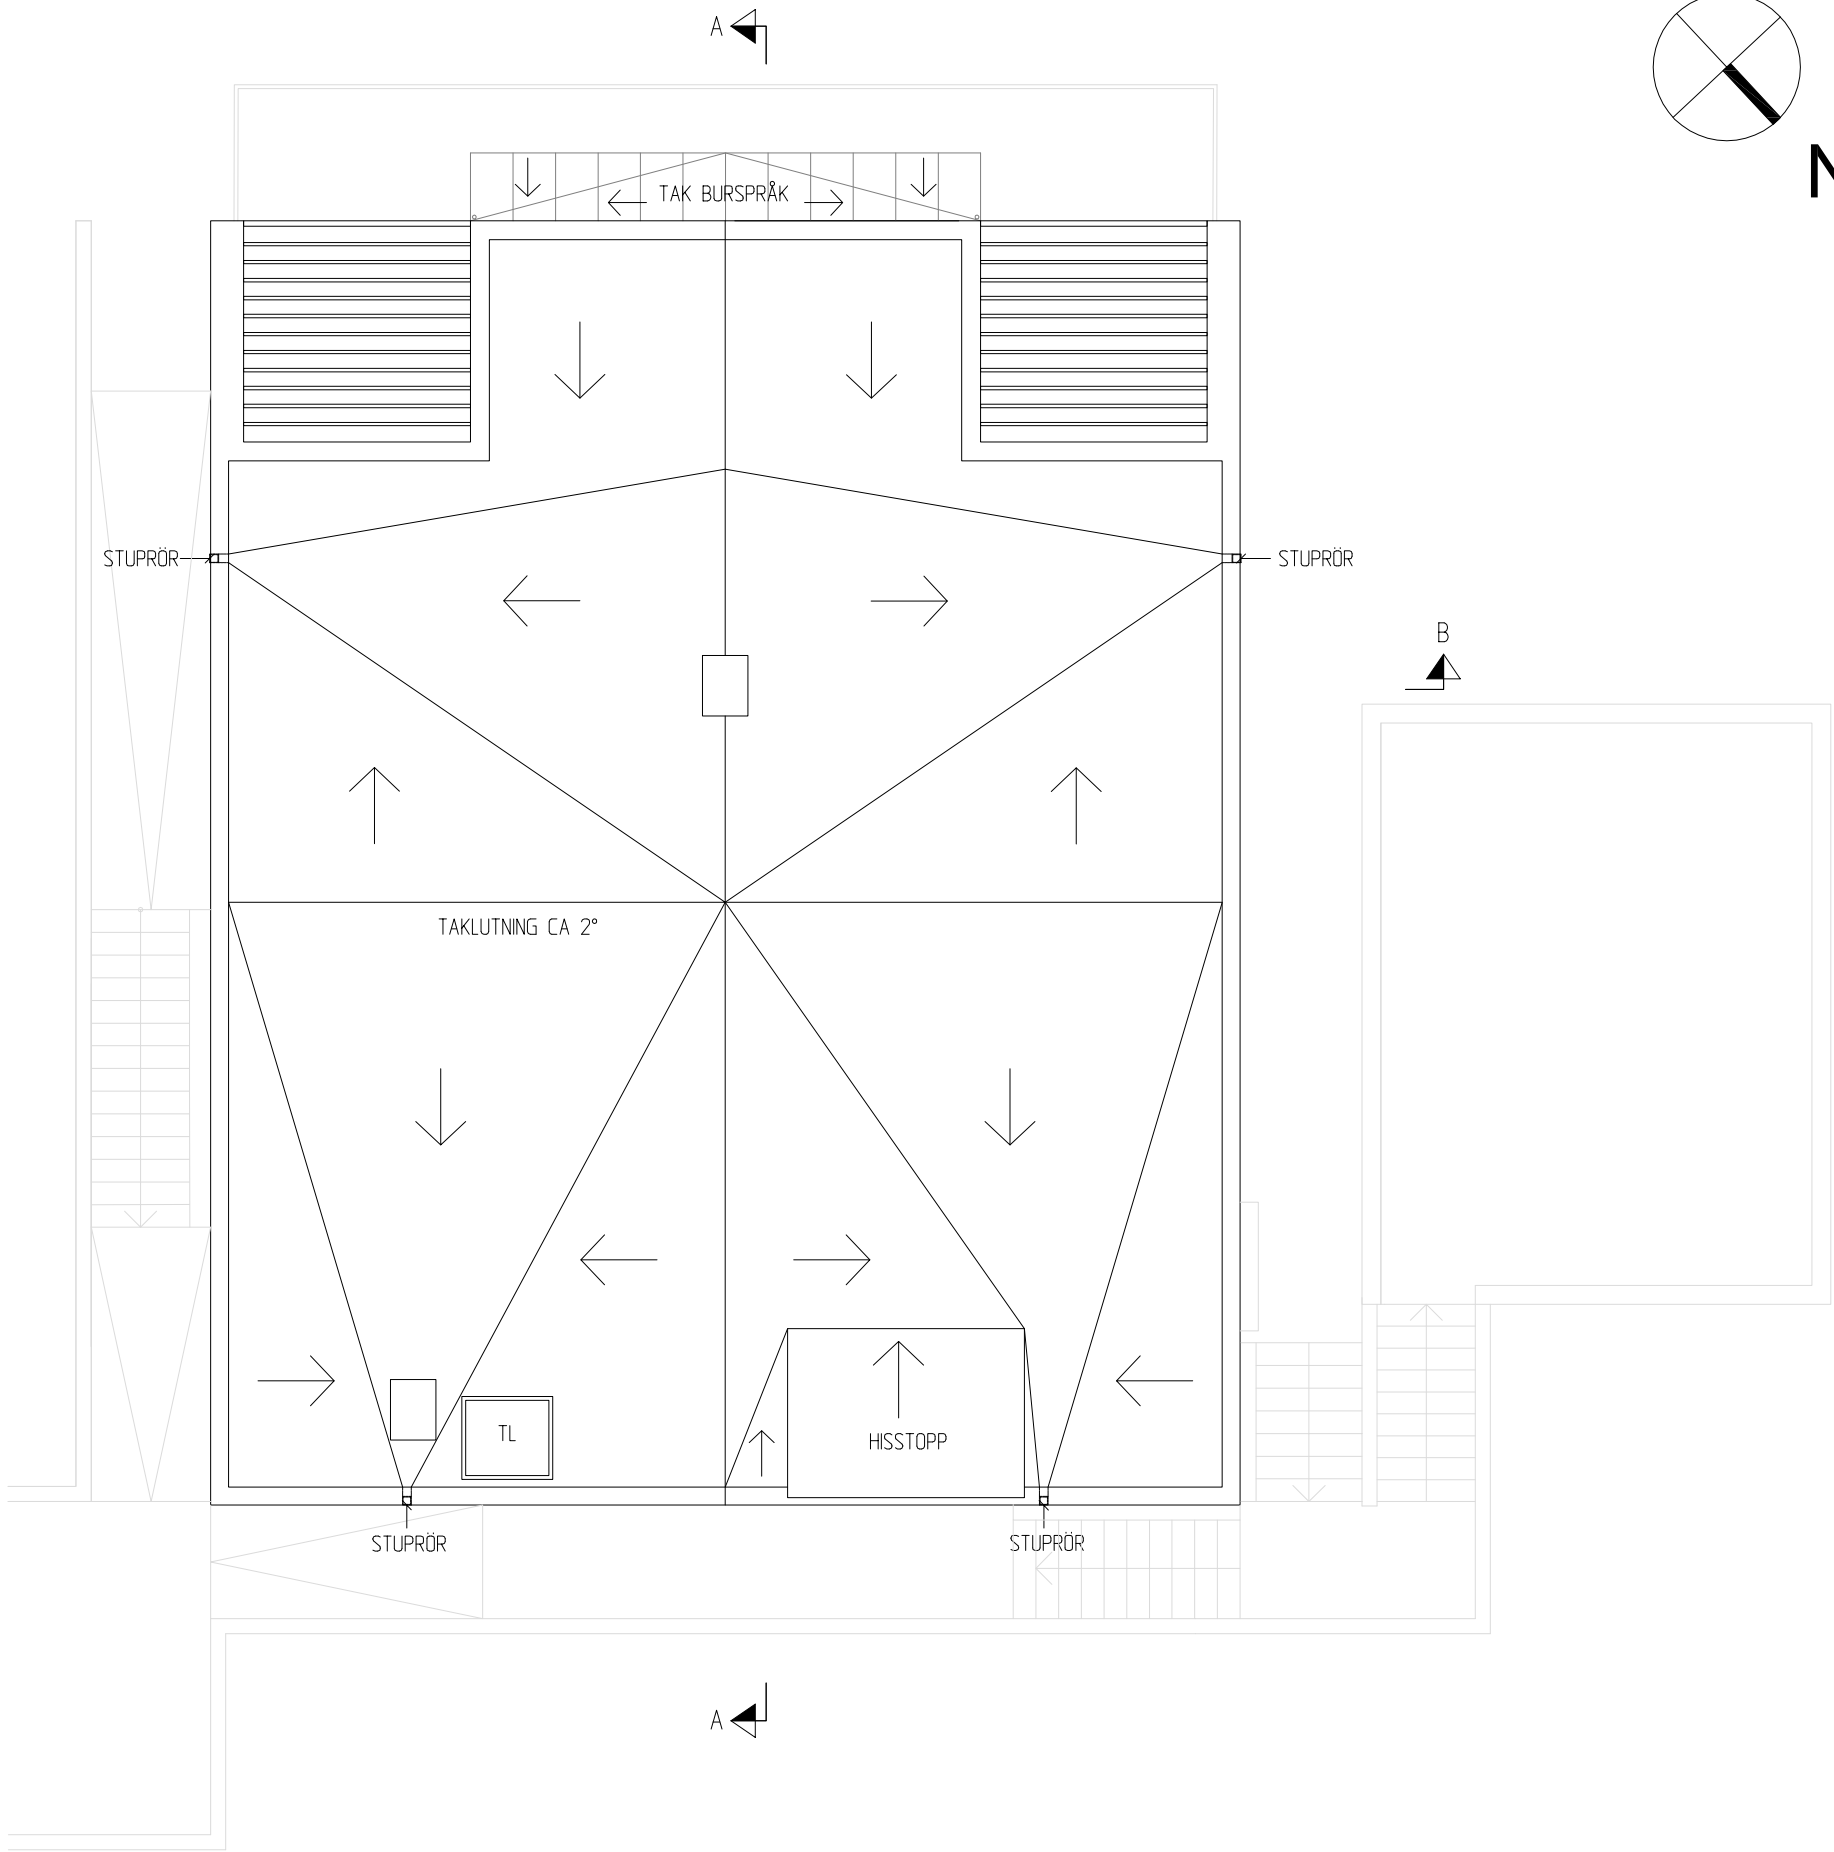 A
N
TAK BURSPRÅK
STUPRÖR
STUPRÖR
B
TAKLUTNING CA 2°
TL
HISSTOPP
STUPRÖR
STUPRÖR
A